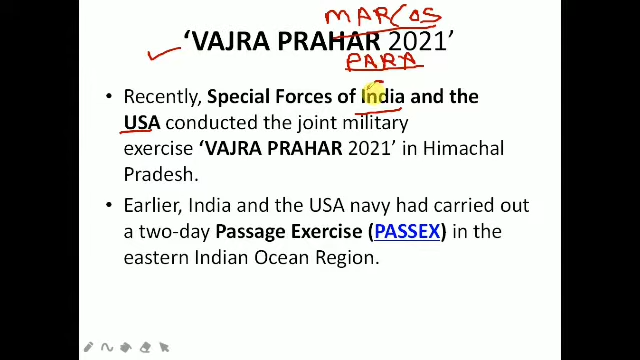 MARCOS
'VAJRA PRAHAR 2021'
PARA
• Recently, Special Forces of India and the
USA conducted the joint military
exercise 'VAJRA PRAHAR 2021' in Himachal
Pradesh.
• Earlier, India and the USA navy had carried out
a two-day Passage Exercise (PASSEX) in the
eastern Indian Ocean Region.